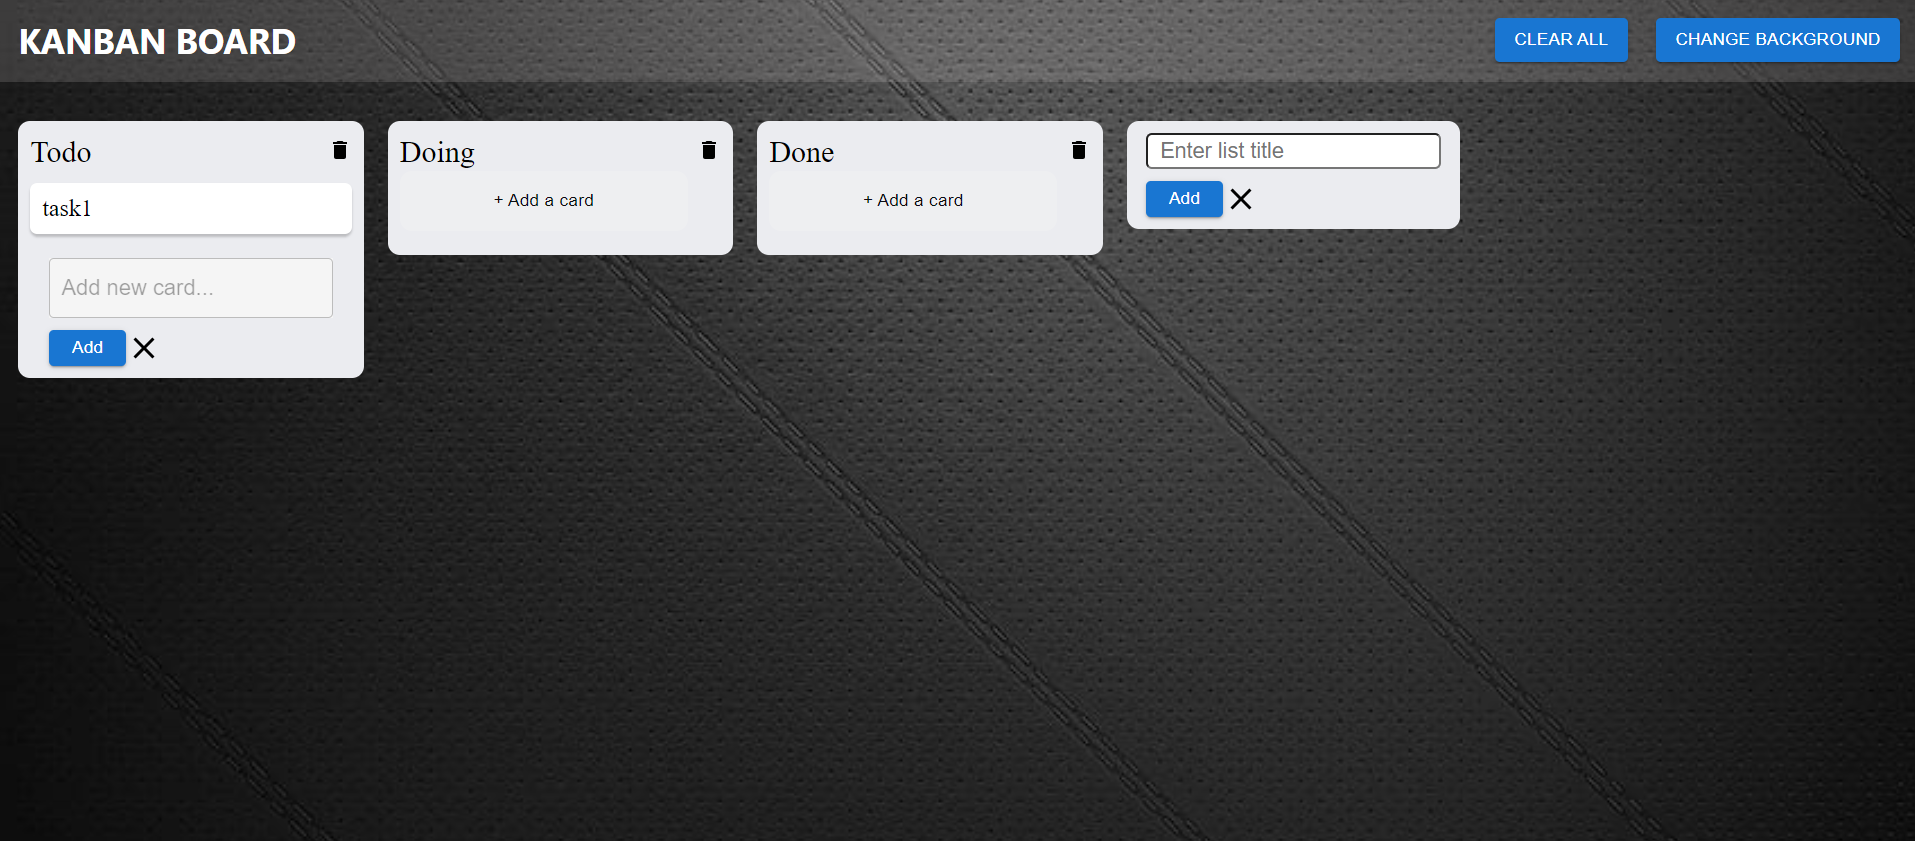 KANBAN BOARD
CLEAR ALL
CHANGE BACKGROUND
Todo
task1
Add new card...
Add
Doing
+ Add a card
Done
+ Add a card
Enter list title
Add